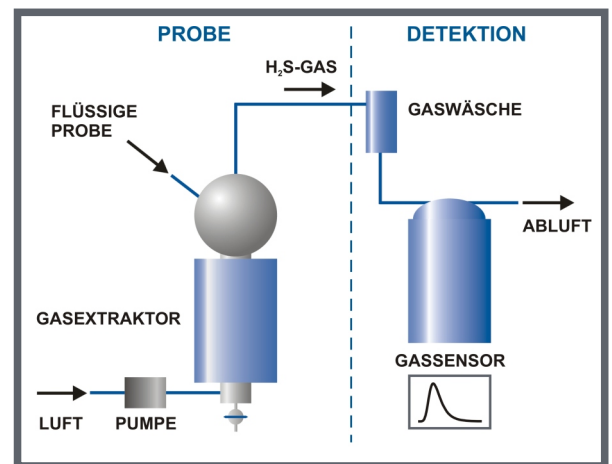 PROBE
DETEKTION
H₂S-GAS
FLÜSSIGE
PROBE
GASWÄSCHE
ABLUFT
GASEXTRAKTOR
GASSENSOR
LUFT
PUMPE